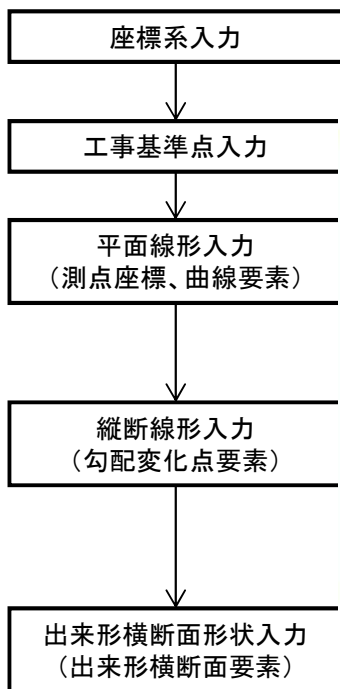 座標系入力
工事基準点入力
平面線形入力
（測点座標、曲線要素）
縦断線形入力
（勾配変化点要素）
出来形横断面形状入力
（出来形横断面要素）